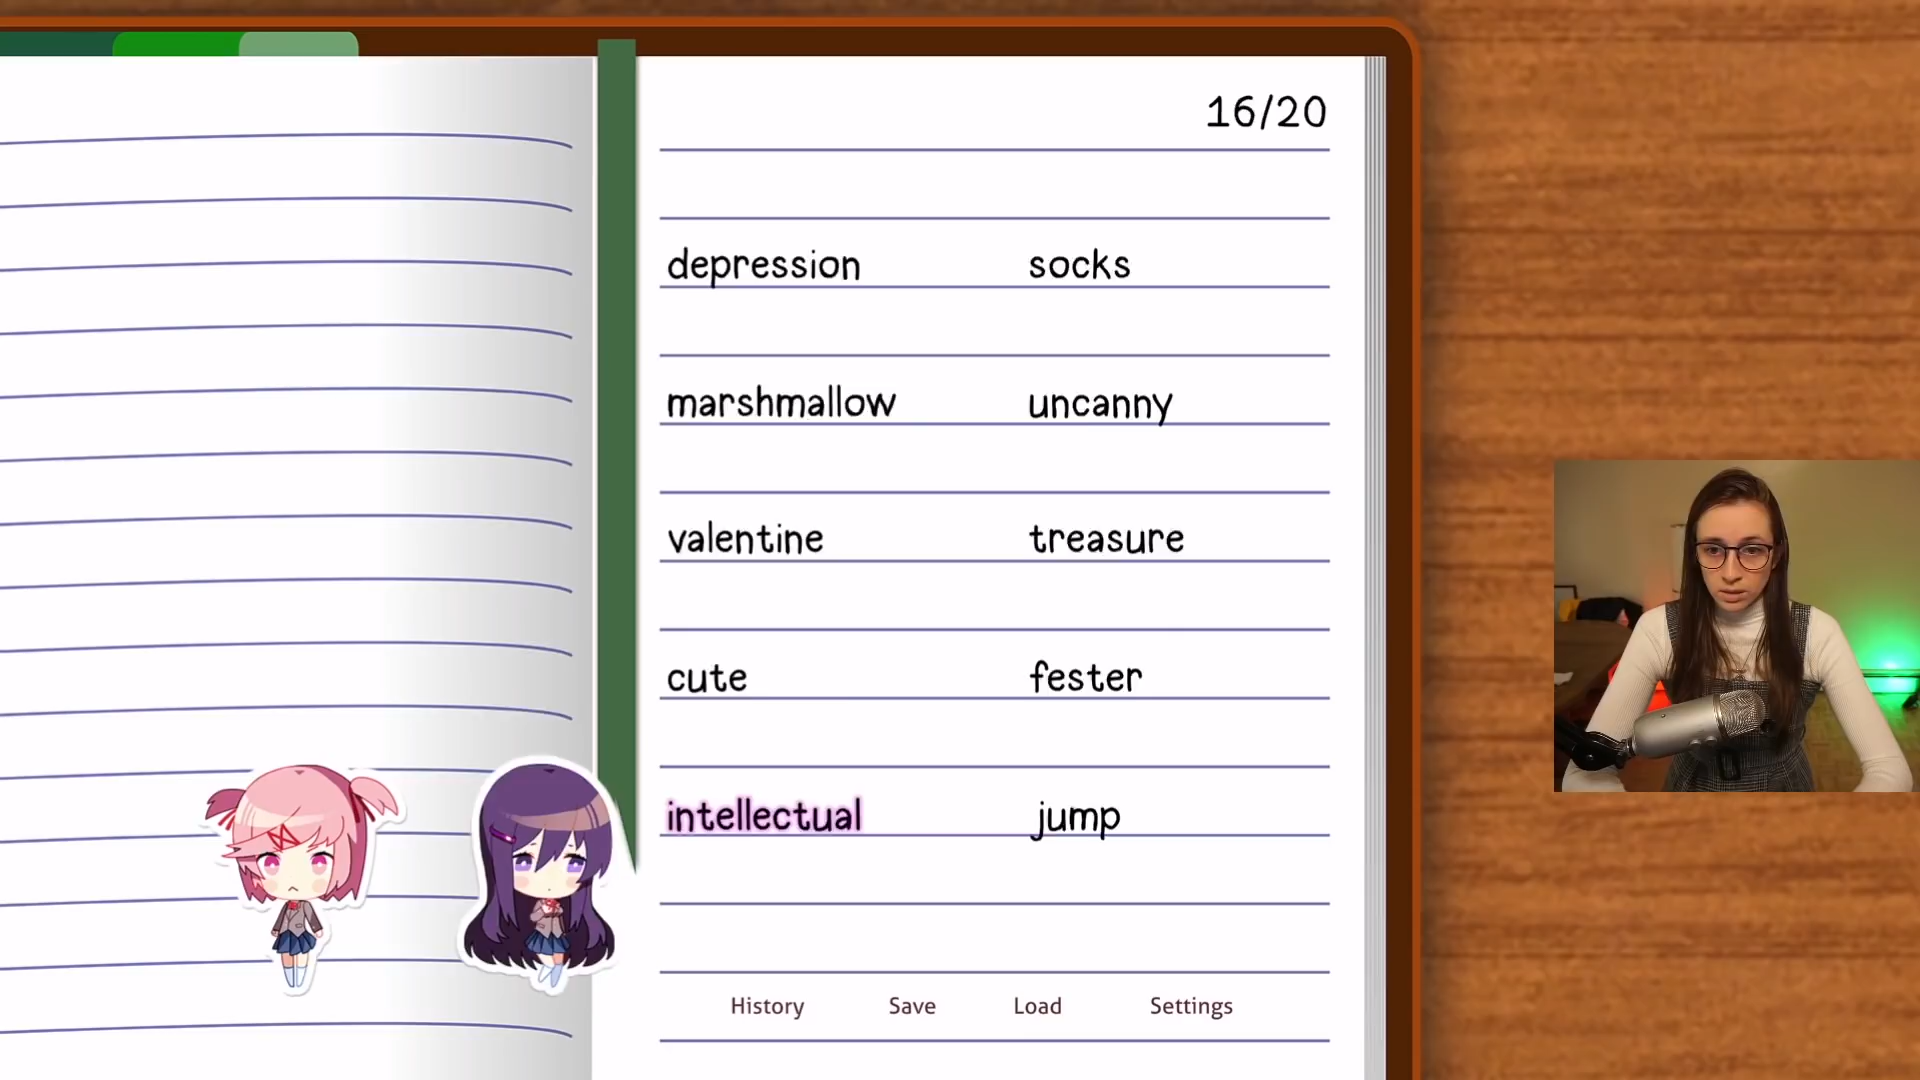 16/20
depression socks
marshmallow uncanny
valentine treasure
cute fester
intellectual jump
History Save Load Settings